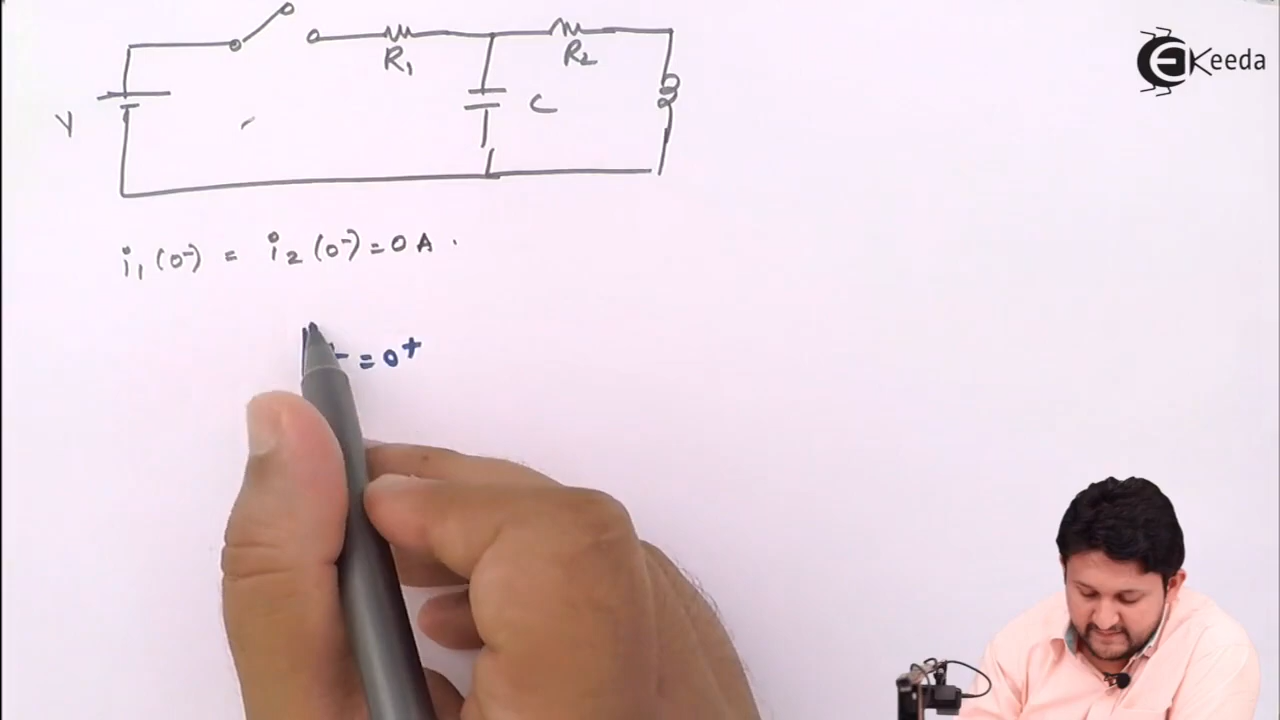 EKeeda
R₁
R₂
V
C
i₁(0⁻) = i₂(0⁻) = 0 A.
= 0⁺